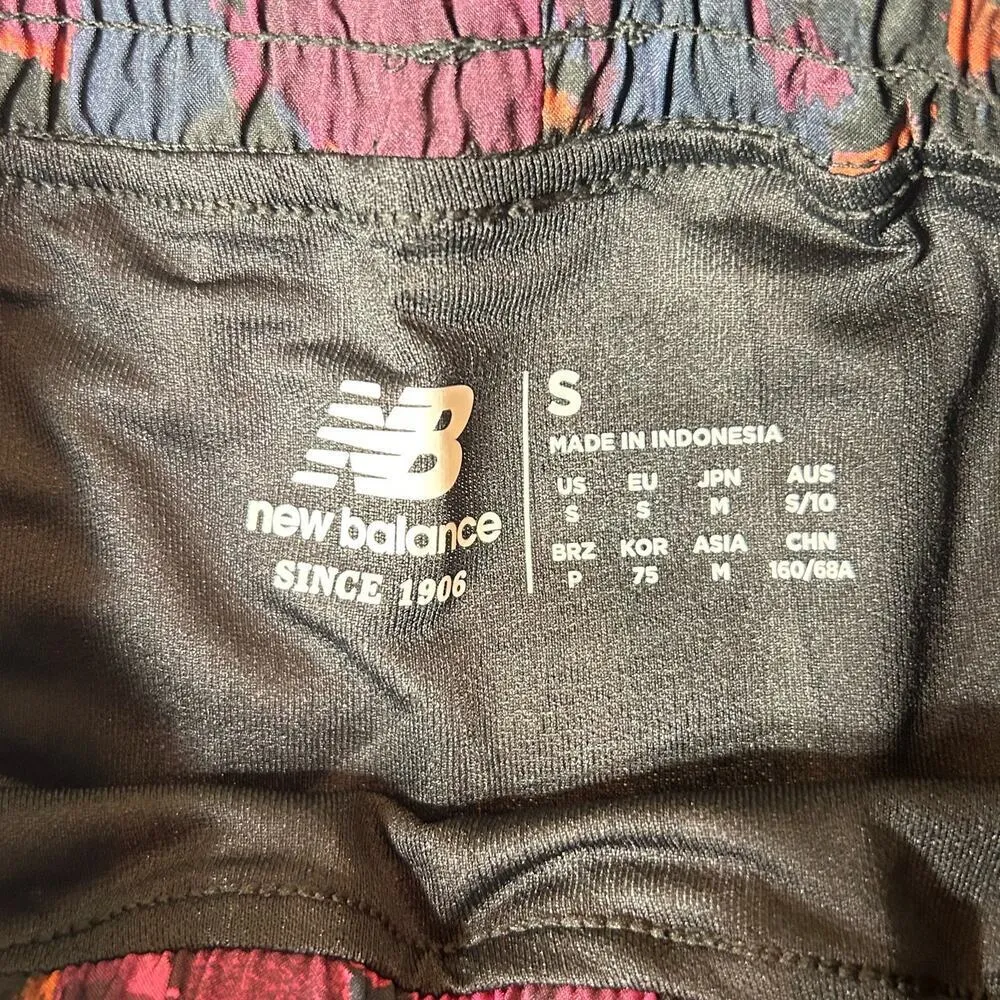 NB
new balance
SINCE 1906
S
MADE IN INDONESIA
US EU JPN AUS
S S M S/10
BRZ KOR ASIA CHN
P 75 M 160/68A